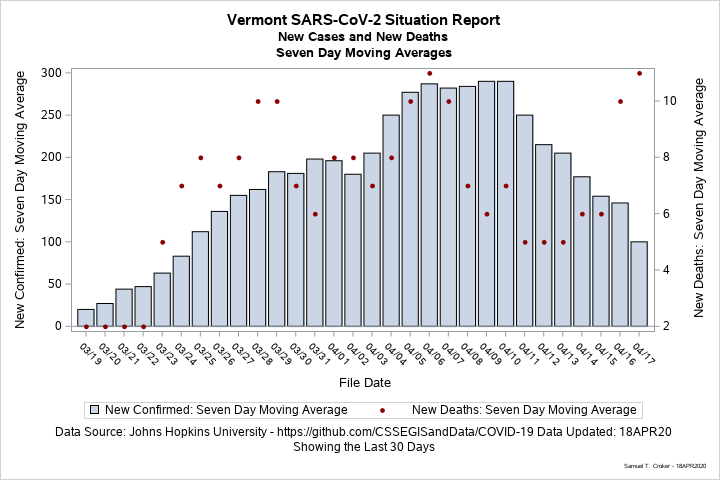 Vermont SARS-CoV-2 Situation Report
New Cases and New Deaths
Seven Day Moving Averages
New Confirmed: Seven Day Moving Average
300
250
200
150
100
50
0
New Deaths: Seven Day Moving Average
10
8
6
4
2
03/19 03/20 03/21 03/22 03/23 03/24 03/25 03/26 03/27 03/28 03/29 03/30 03/31 04/01 04/02 04/03 04/04 04/05 04/06 04/07 04/08 04/09 04/10 04/11 04/12 04/13 04/14 04/15 04/16 04/17
File Date
New Confirmed: Seven Day Moving Average New Deaths: Seven Day Moving Average
Data Source: Johns Hopkins University - https://github.com/CSSEGISandData/COVID-19 Data Updated: 18APR20
Showing the Last 30 Days
Samuel T. Croker - 18APR2020